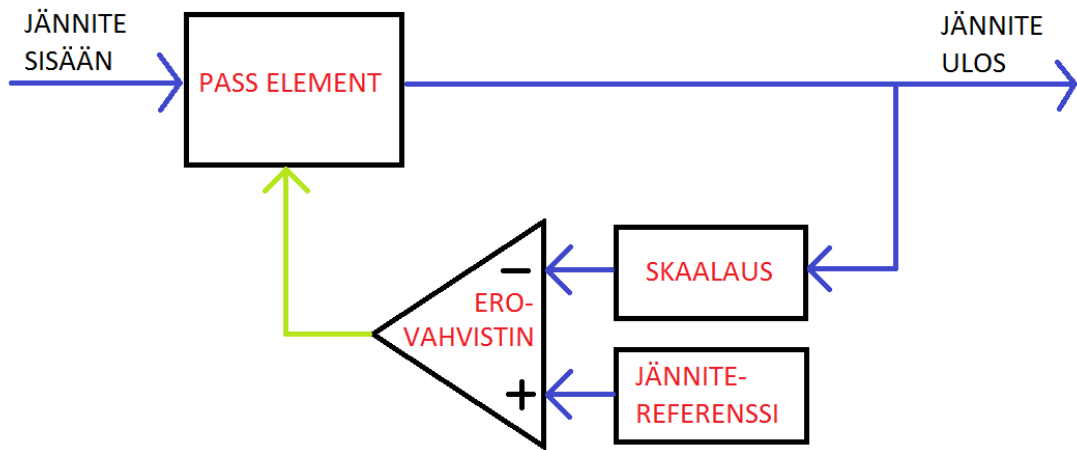 JÄNNITE
SISÄÄN
PASS ELEMENT
JÄNNITE
ULOS
−
SKAALAUS
ERO-
VAHVISTIN
+
JÄNNITE-
REFERENSSI